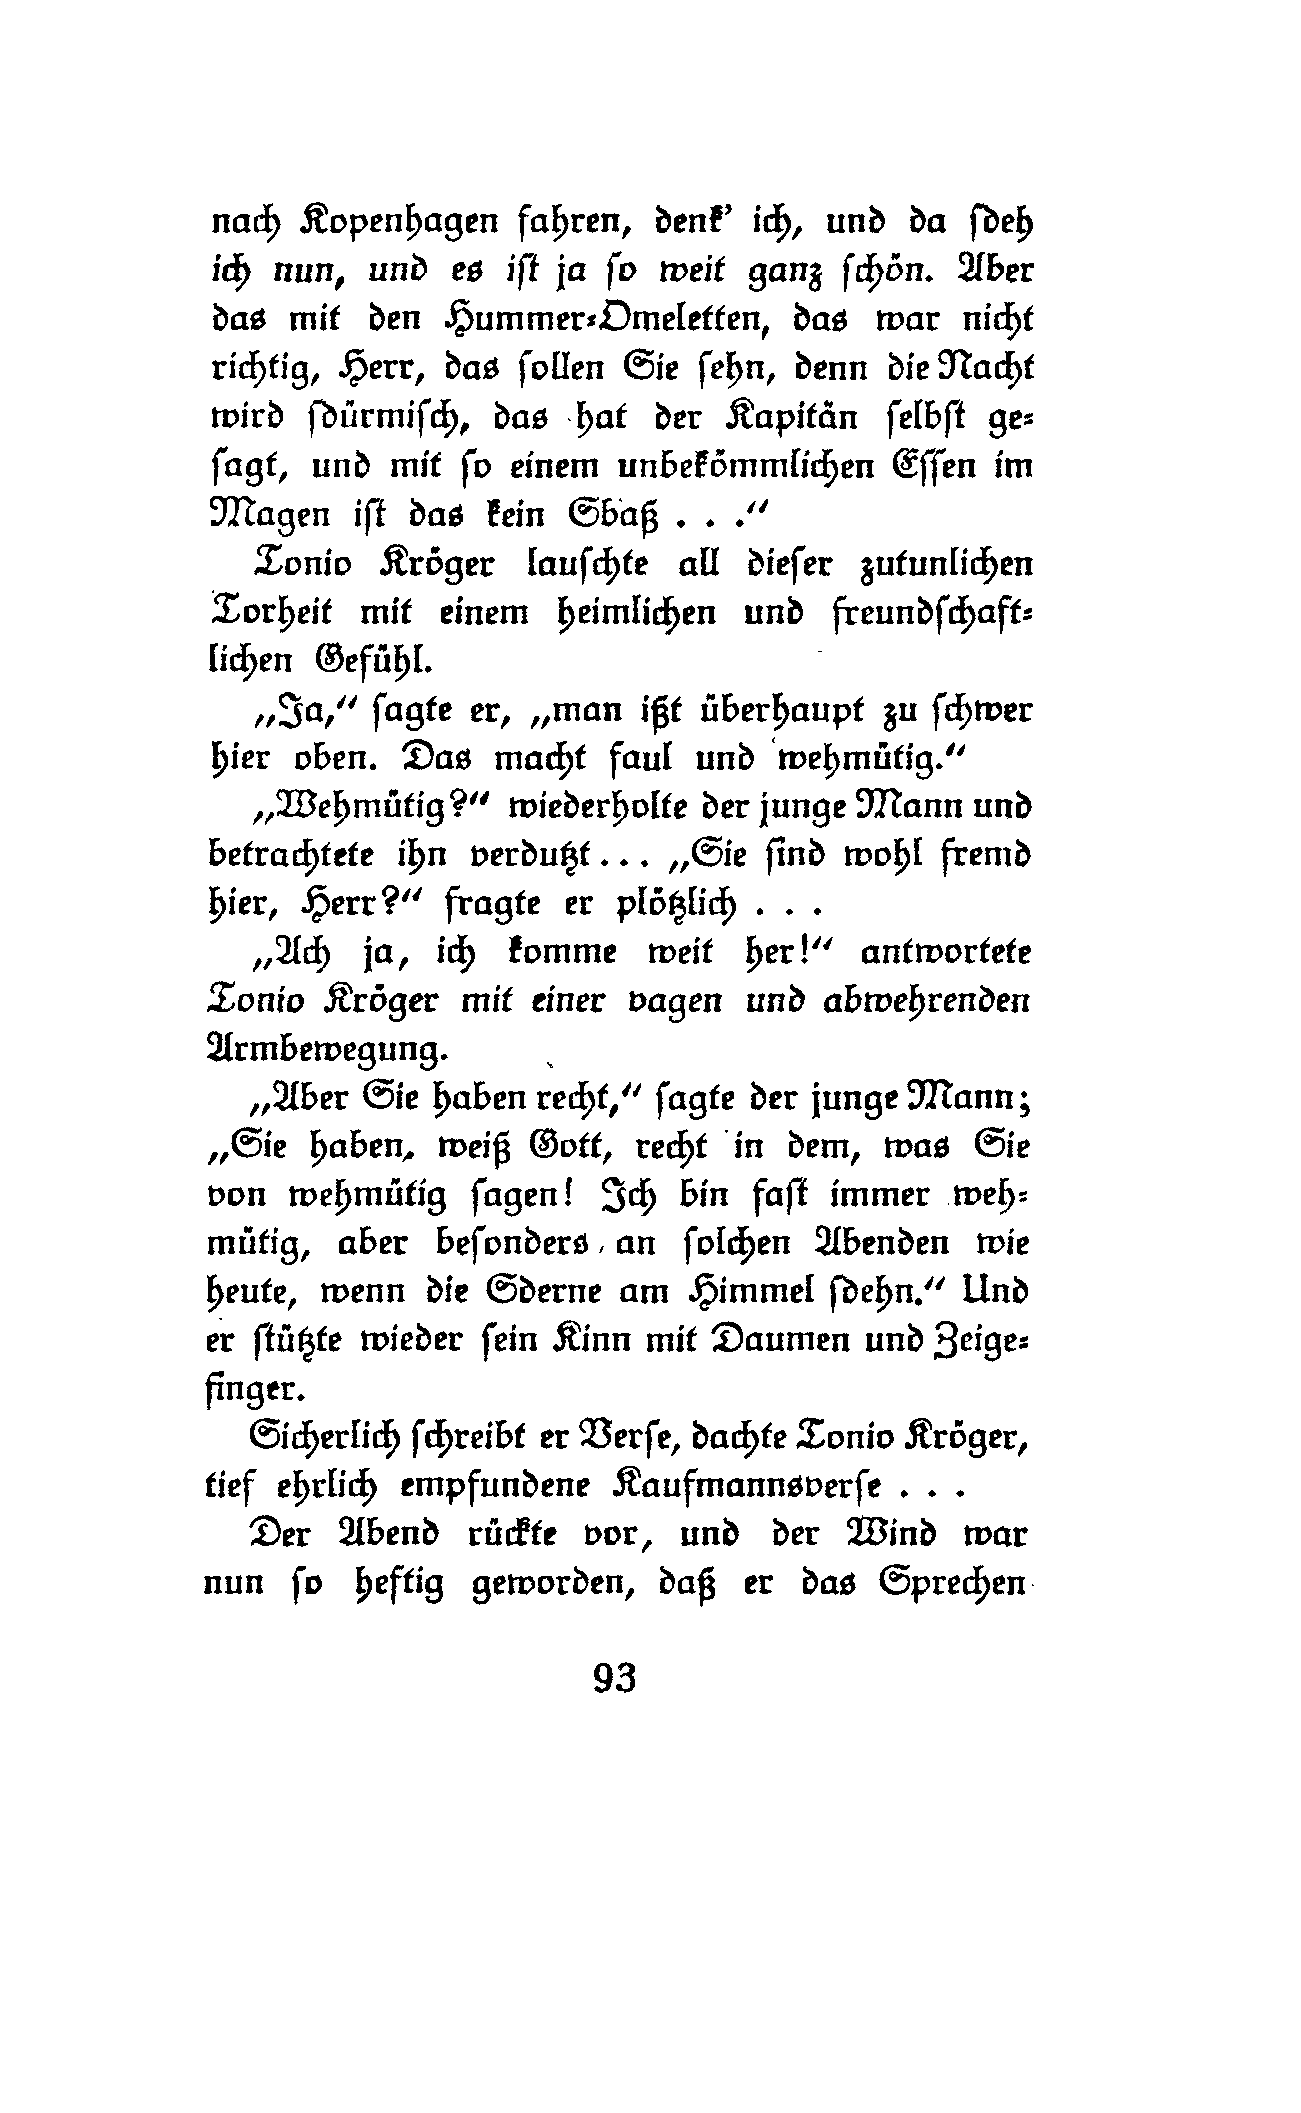 nach Kopenhagen fahren, denk’ ich, und da ſdeh
ich nun, und es iſt ja ſo weit ganz ſchön. Aber
das mit den Hummer⸗Omeletten, das war nicht
richtig, Herr, das ſollen Sie ſehn, denn die Nacht
wird ſdürmiſch, das hat der Kapitän ſelbſt ge⸗
ſagt, und mit ſo einem unbekömmlichen Eſſen im
Magen iſt das kein Sbaß . . .“
Tonio Kröger lauſchte all dieſer zutunlichen
Torheit mit einem heimlichen und freundſchaft⸗
lichen Gefühl.
„Ja,“ ſagte er, „man ißt überhaupt zu ſchwer
hier oben. Das macht faul und wehmütig.“
„Wehmütig?“ wiederholte der junge Mann und
betrachtete ihn verdutzt... „Sie ſind wohl fremd
hier, Herr?“ fragte er plötzlich . . .
„Ach ja, ich komme weit her!“ antwortete
Tonio Kröger mit einer vagen und abwehrenden
Armbewegung.
„Aber Sie haben recht,“ ſagte der junge Mann;
„Sie haben, weiß Gott, recht in dem, was Sie
von wehmütig ſagen! Ich bin faſt immer weh⸗
mütig, aber beſonders an ſolchen Abenden wie
heute, wenn die Sderne am Himmel ſdehn.“ Und
er ſtützte wieder ſein Kinn mit Daumen und Zeige⸗
finger.
Sicherlich ſchreibt er Verſe, dachte Tonio Kröger,
tief ehrlich empfundene Kaufmannsverſe . . .
Der Abend rückte vor, und der Wind war
nun ſo heftig geworden, daß er das Sprechen
93